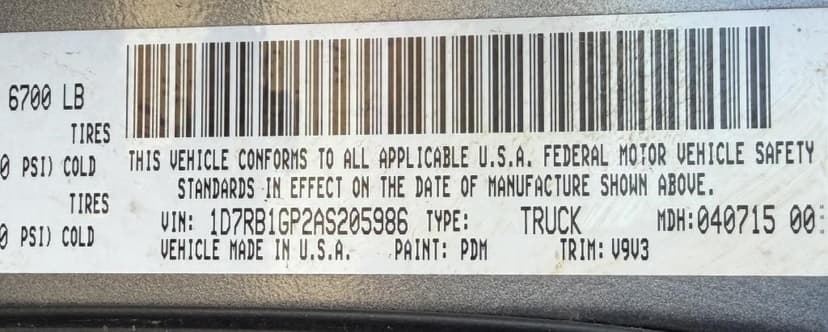 6700 LB
TIRES
0 PSI) COLD
TIRES
0 PSI) COLD
THIS VEHICLE CONFORMS TO ALL APPLICABLE U.S.A. FEDERAL MOTOR VEHICLE SAFETY
STANDARDS IN EFFECT ON THE DATE OF MANUFACTURE SHOWN ABOVE.
VIN: 1D7RB1GP2AS205986 TYPE: TRUCK MDH:040715 00
VEHICLE MADE IN U.S.A. PAINT: PDM TRIM: V9V3